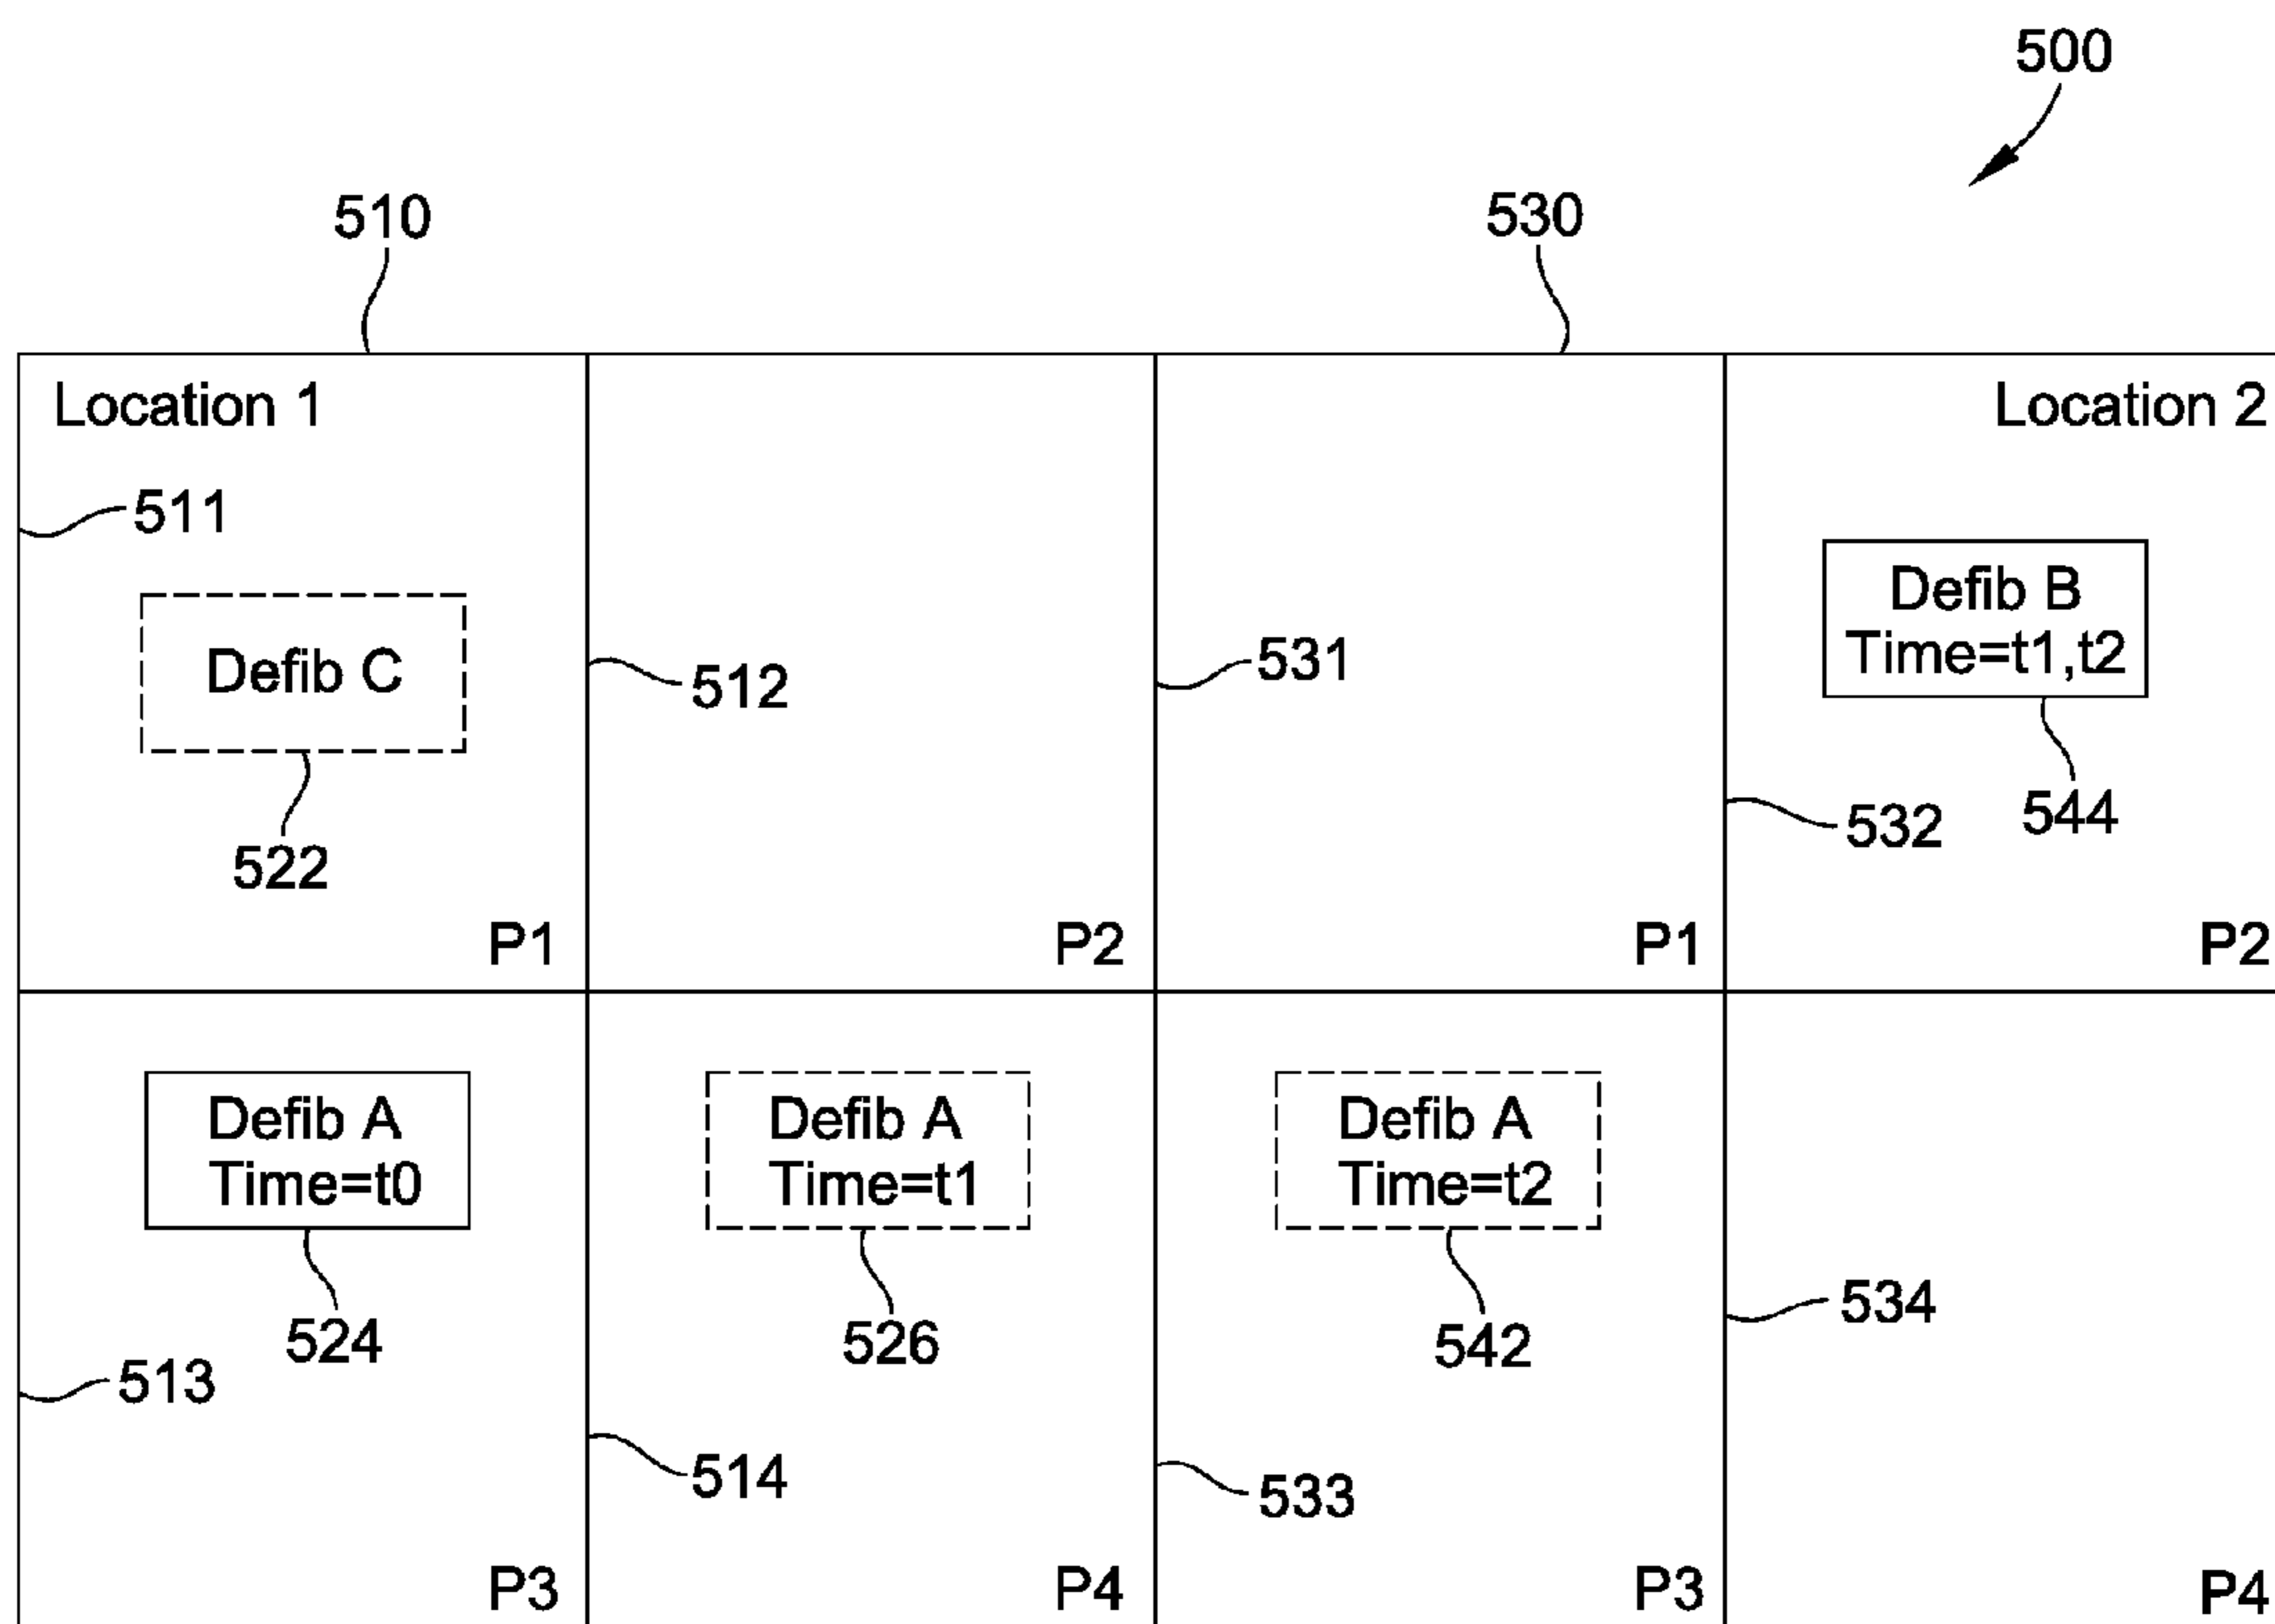 500
510
530
Location 1
Location 2
511
Defib C
512
531
Defib B
Time=t1,t2
532
544
522
P1
P2
P1
P2
Defib A
Time=t0
Defib A
Time=t1
Defib A
Time=t2
524
526
542
534
513
514
533
P3
P4
P3
P4